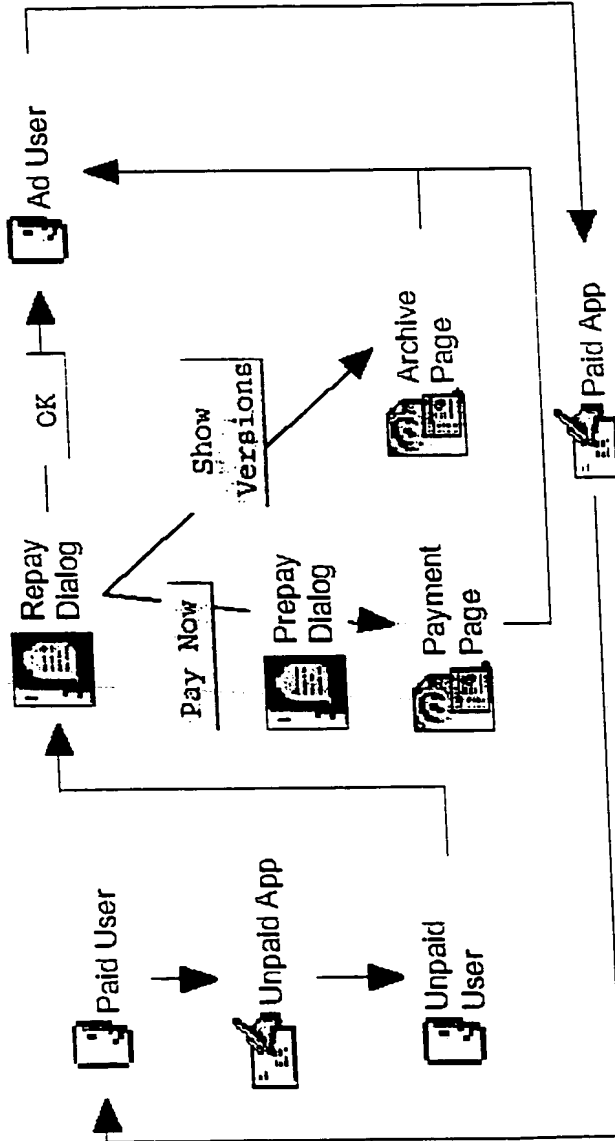 Paid User
Unpaid App
Unpaid
User
Repay
Dialog
OK
Pay Now
Show
Versions
Prepay
Dialog
Payment
Page
Archive
Page
Ad User
Paid App